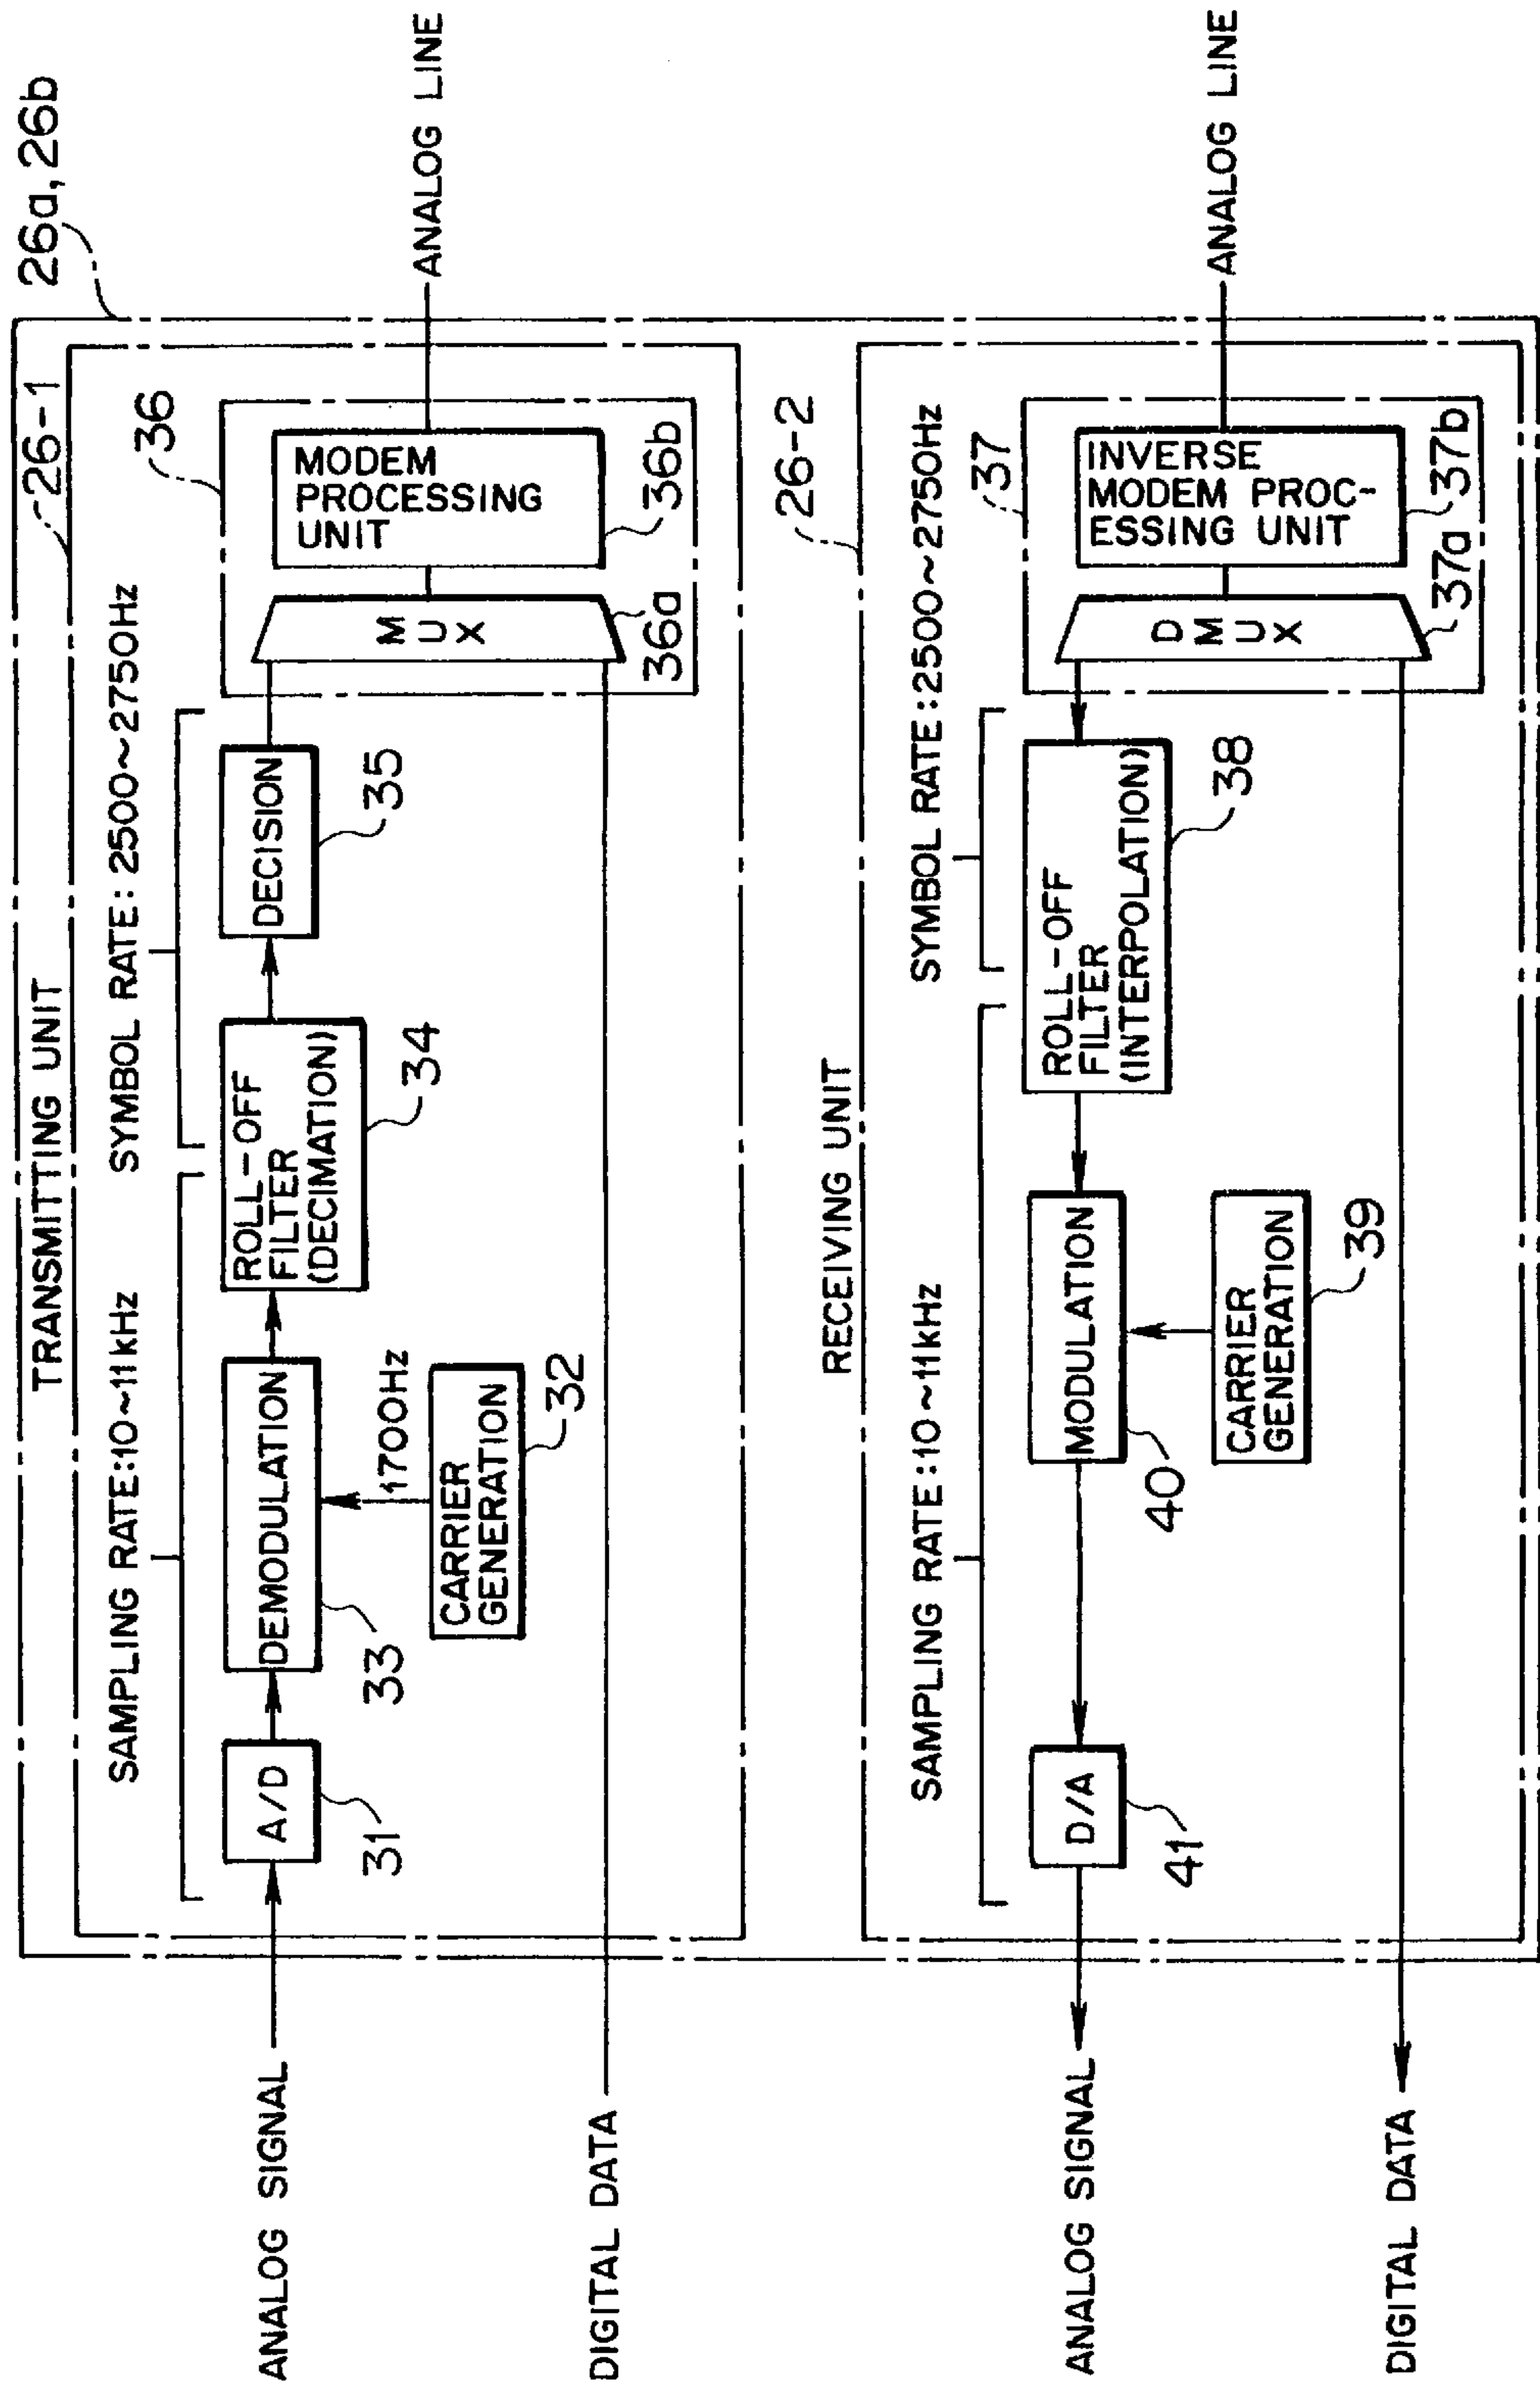 26a, 26b
TRANSMITTING UNIT
26-1
SAMPLING RATE:10~11kHz
SYMBOL RATE: 2500~2750Hz
36
ANALOG SIGNAL
A/D
31
DEMODULATION
33
1700Hz
CARRIER
GENERATION
32
ROLL-OFF
FILTER
(DECIMATION)
34
DECISION
35
MUX
36a
MODEM
PROCESSING
UNIT
36b
ANALOG LINE
DIGITAL DATA
RECEIVING UNIT
26-2
SAMPLING RATE:10~11kHz
SYMBOL RATE:2500~2750Hz
37
ANALOG SIGNAL
D/A
41
MODULATION
40
CARRIER
GENERATION
39
ROLL-OFF
FILTER
(INTERPOLATION)
38
DMUX
37a
INVERSE
MODEM PROC-
ESSING UNIT
37b
ANALOG LINE
DIGITAL DATA